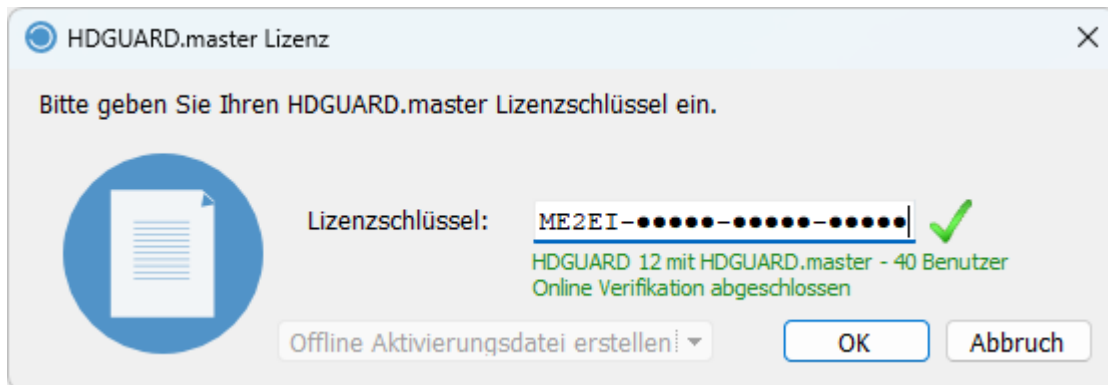 HDGUARD.master Lizenz
Bitte geben Sie Ihren HDGUARD.master Lizenzschlüssel ein.
Lizenzschlüssel: ME2EI-●●●●●-●●●●●-●●●●●
HDGUARD 12 mit HDGUARD.master - 40 Benutzer
Online Verifikation abgeschlossen
Offline Aktivierungsdatei erstellen OK Abbruch